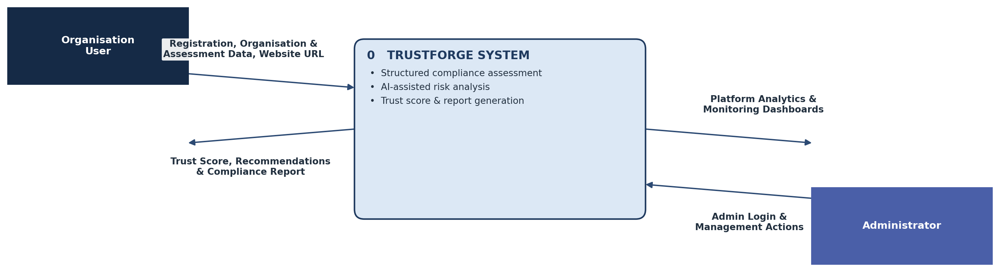 Organisation
User
Registration, Organisation &
Assessment Data, Website URL
0 TRUSTFORGE SYSTEM
• Structured compliance assessment
• AI-assisted risk analysis
• Trust score & report generation
Platform Analytics &
Monitoring Dashboards
Trust Score, Recommendations
& Compliance Report
Admin Login &
Management Actions
Administrator